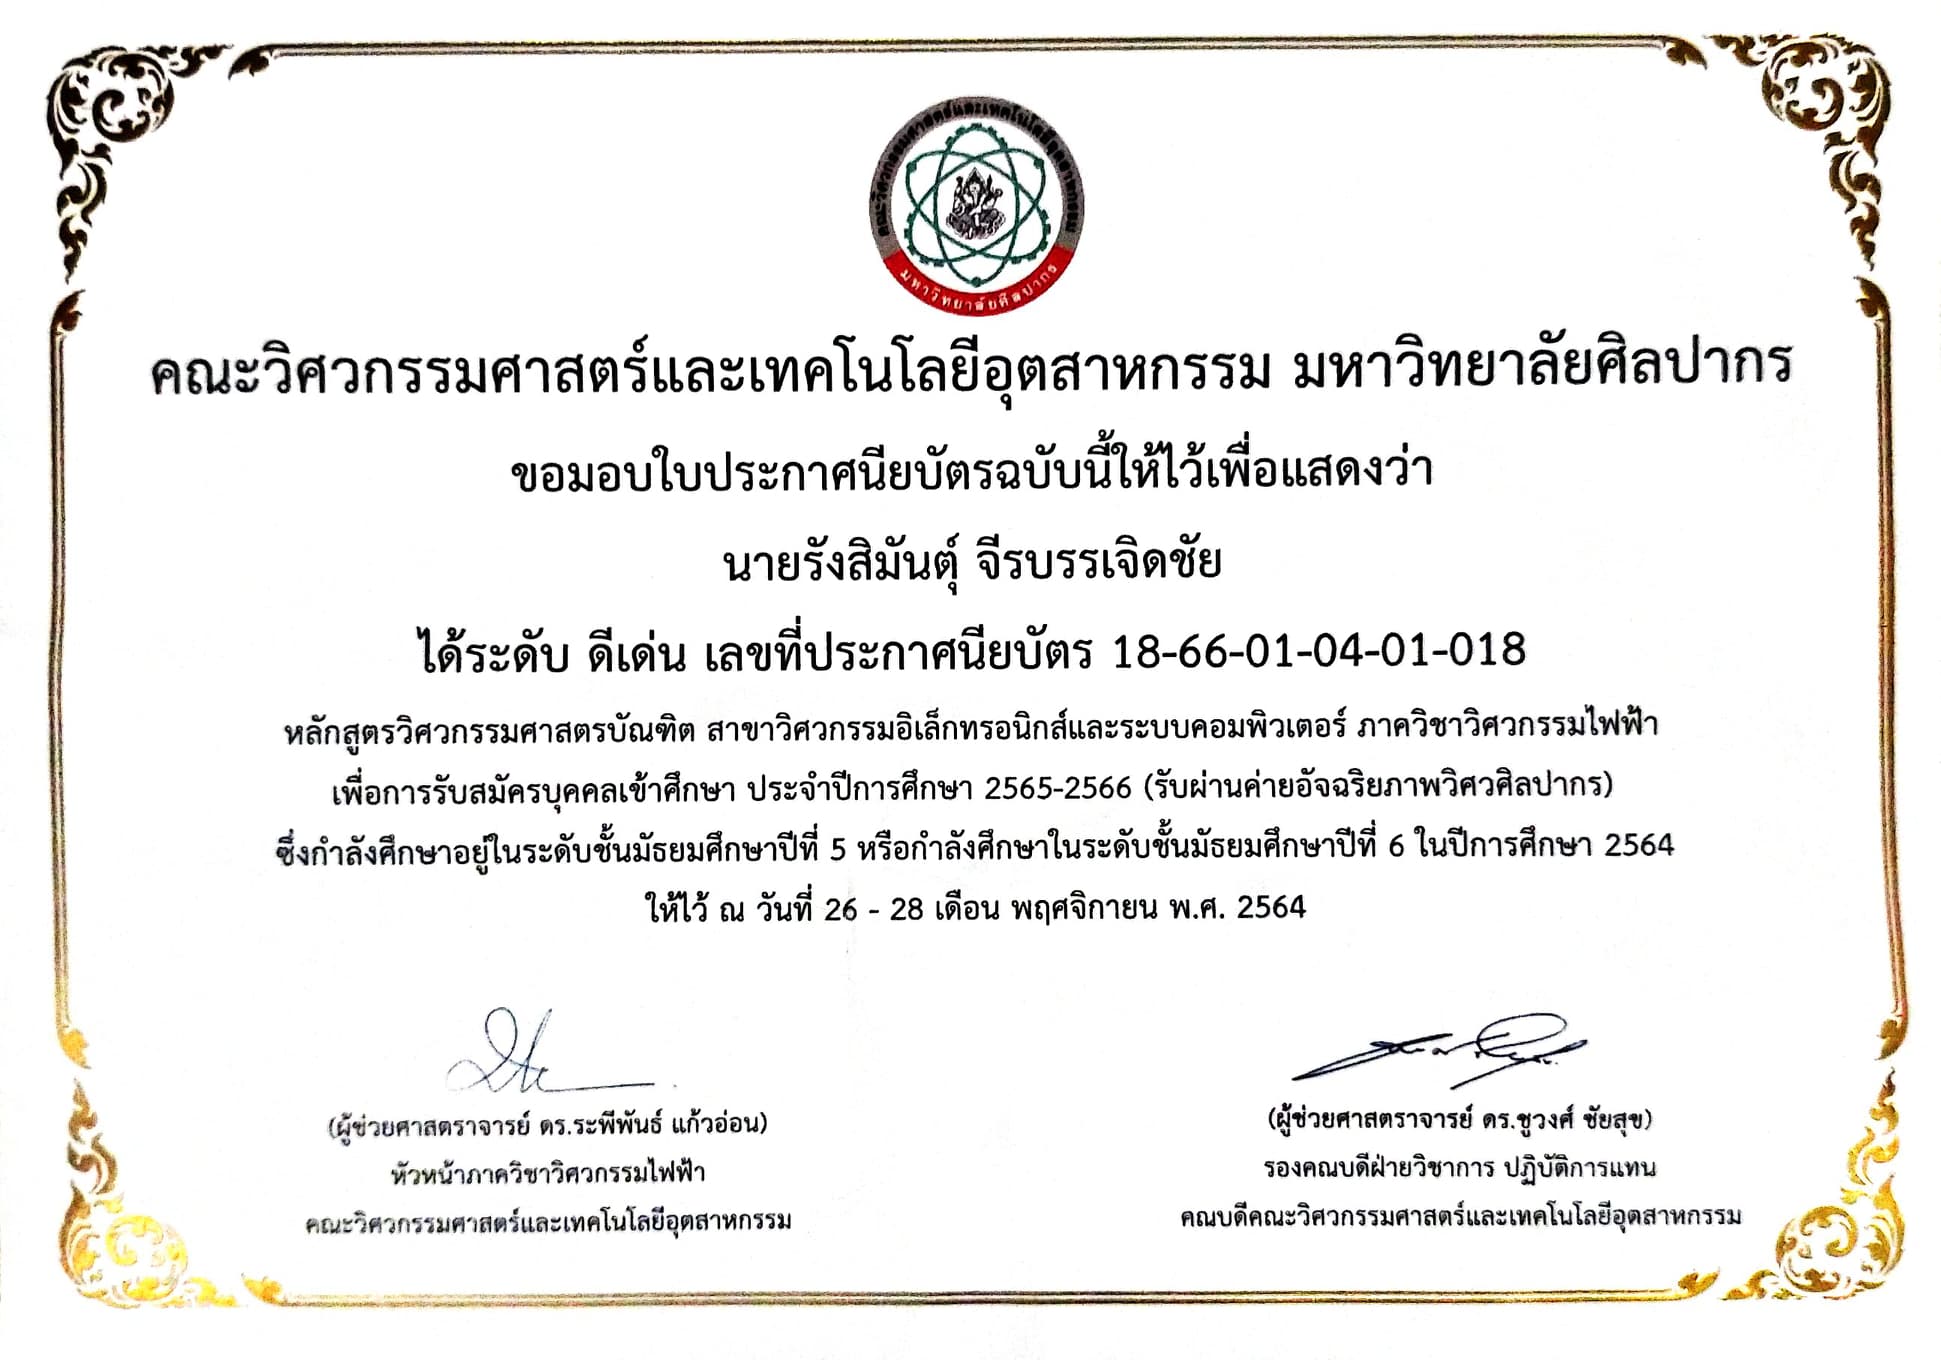 คณะวิศวกรรมศาสตร์และเทคโนโลยีอุตสาหกรรม
มหาวิทยาลัยศิลปากร
คณะวิศวกรรมศาสตร์และเทคโนโลยีอุตสาหกรรม มหาวิทยาลัยศิลปากร
ขอมอบใบประกาศนียบัตรฉบับนี้ให้ไว้เพื่อแสดงว่า
นายรังสิมันตุ์ จีรบรรเจิดชัย
ได้ระดับ ดีเด่น เลขที่ประกาศนียบัตร 18-66-01-04-01-018
หลักสูตรวิศวกรรมศาสตรบัณฑิต สาขาวิศวกรรมอิเล็กทรอนิกส์และระบบคอมพิวเตอร์ ภาควิชาวิศวกรรมไฟฟ้า
เพื่อการรับสมัครบุคคลเข้าศึกษา ประจำปีการศึกษา 2565-2566 (รับผ่านค่ายอัจฉริยภาพวิศวศิลปากร)
ซึ่งกำลังศึกษาอยู่ในระดับชั้นมัธยมศึกษาปีที่ 5 หรือกำลังศึกษาในระดับชั้นมัธยมศึกษาปีที่ 6 ในปีการศึกษา 2564
ให้ไว้ ณ วันที่ 26 - 28 เดือน พฤศจิกายน พ.ศ. 2564
(ผู้ช่วยศาสตราจารย์ ดร.ระพีพันธ์ แก้วอ่อน)
หัวหน้าภาควิชาวิศวกรรมไฟฟ้า
คณะวิศวกรรมศาสตร์และเทคโนโลยีอุตสาหกรรม
(ผู้ช่วยศาสตราจารย์ ดร.ชูวงศ์ ชัยสุข)
รองคณบดีฝ่ายวิชาการ ปฏิบัติการแทน
คณบดีคณะวิศวกรรมศาสตร์และเทคโนโลยีอุตสาหกรรม